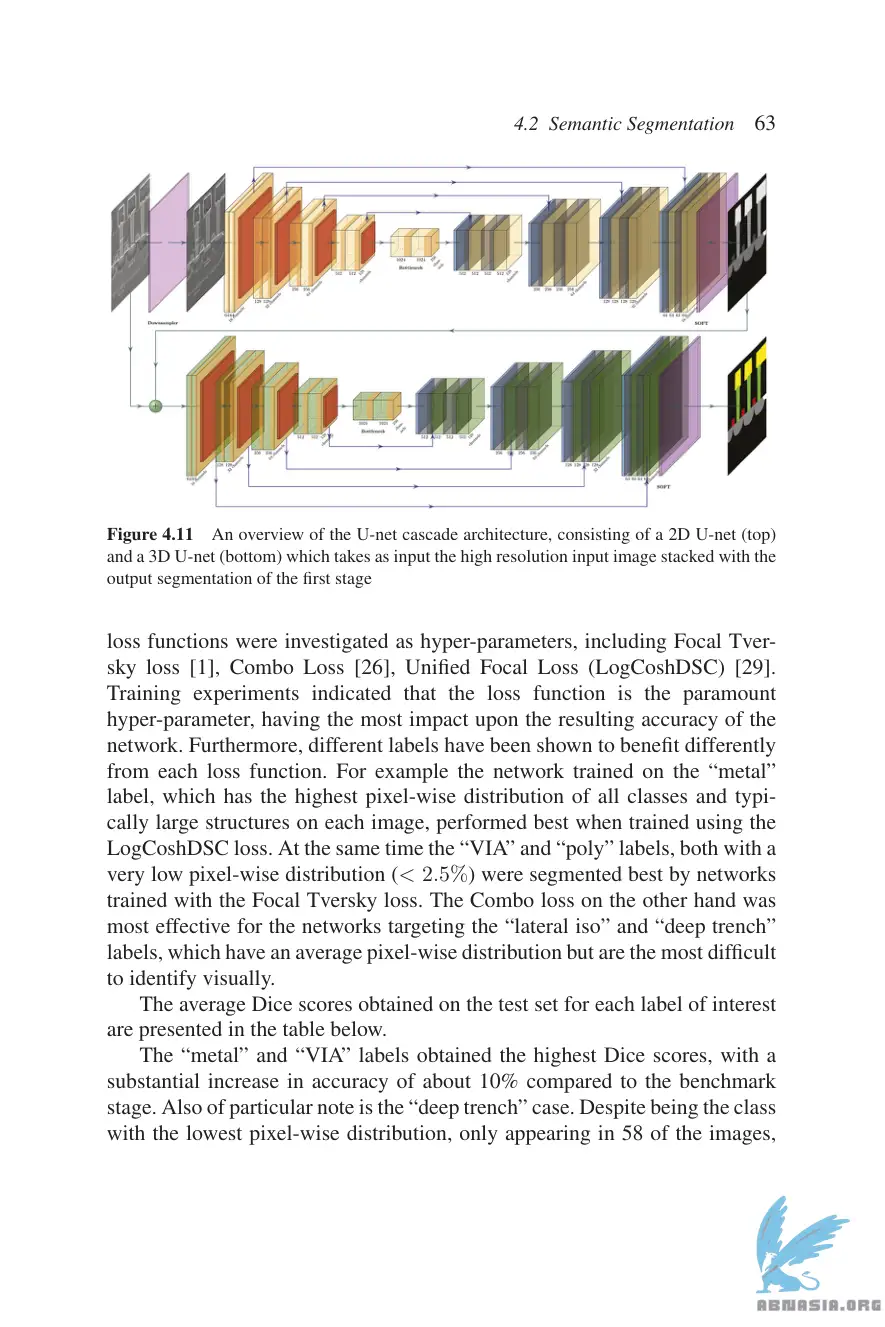 4.2 Semantic Segmentation 63
Downsampler
Bottleneck
SOFT
Bottleneck
SOFT
Figure 4.11 An overview of the U-net cascade architecture, consisting of a 2D U-net (top)
and a 3D U-net (bottom) which takes as input the high resolution input image stacked with the
output segmentation of the first stage
loss functions were investigated as hyper-parameters, including Focal Tver-
sky loss [1], Combo Loss [26], Unified Focal Loss (LogCoshDSC) [29].
Training experiments indicated that the loss function is the paramount
hyper-parameter, having the most impact upon the resulting accuracy of the
network. Furthermore, different labels have been shown to benefit differently
from each loss function. For example the network trained on the “metal”
label, which has the highest pixel-wise distribution of all classes and typi-
cally large structures on each image, performed best when trained using the
LogCoshDSC loss. At the same time the “VIA” and “poly” labels, both with a
very low pixel-wise distribution (< 2.5%) were segmented best by networks
trained with the Focal Tversky loss. The Combo loss on the other hand was
most effective for the networks targeting the “lateral iso” and “deep trench”
labels, which have an average pixel-wise distribution but are the most difficult
to identify visually.
The average Dice scores obtained on the test set for each label of interest
are presented in the table below.
The “metal” and “VIA” labels obtained the highest Dice scores, with a
substantial increase in accuracy of about 10% compared to the benchmark
stage. Also of particular note is the “deep trench” case. Despite being the class
with the lowest pixel-wise distribution, only appearing in 58 of the images,
ABNASIA.ORG